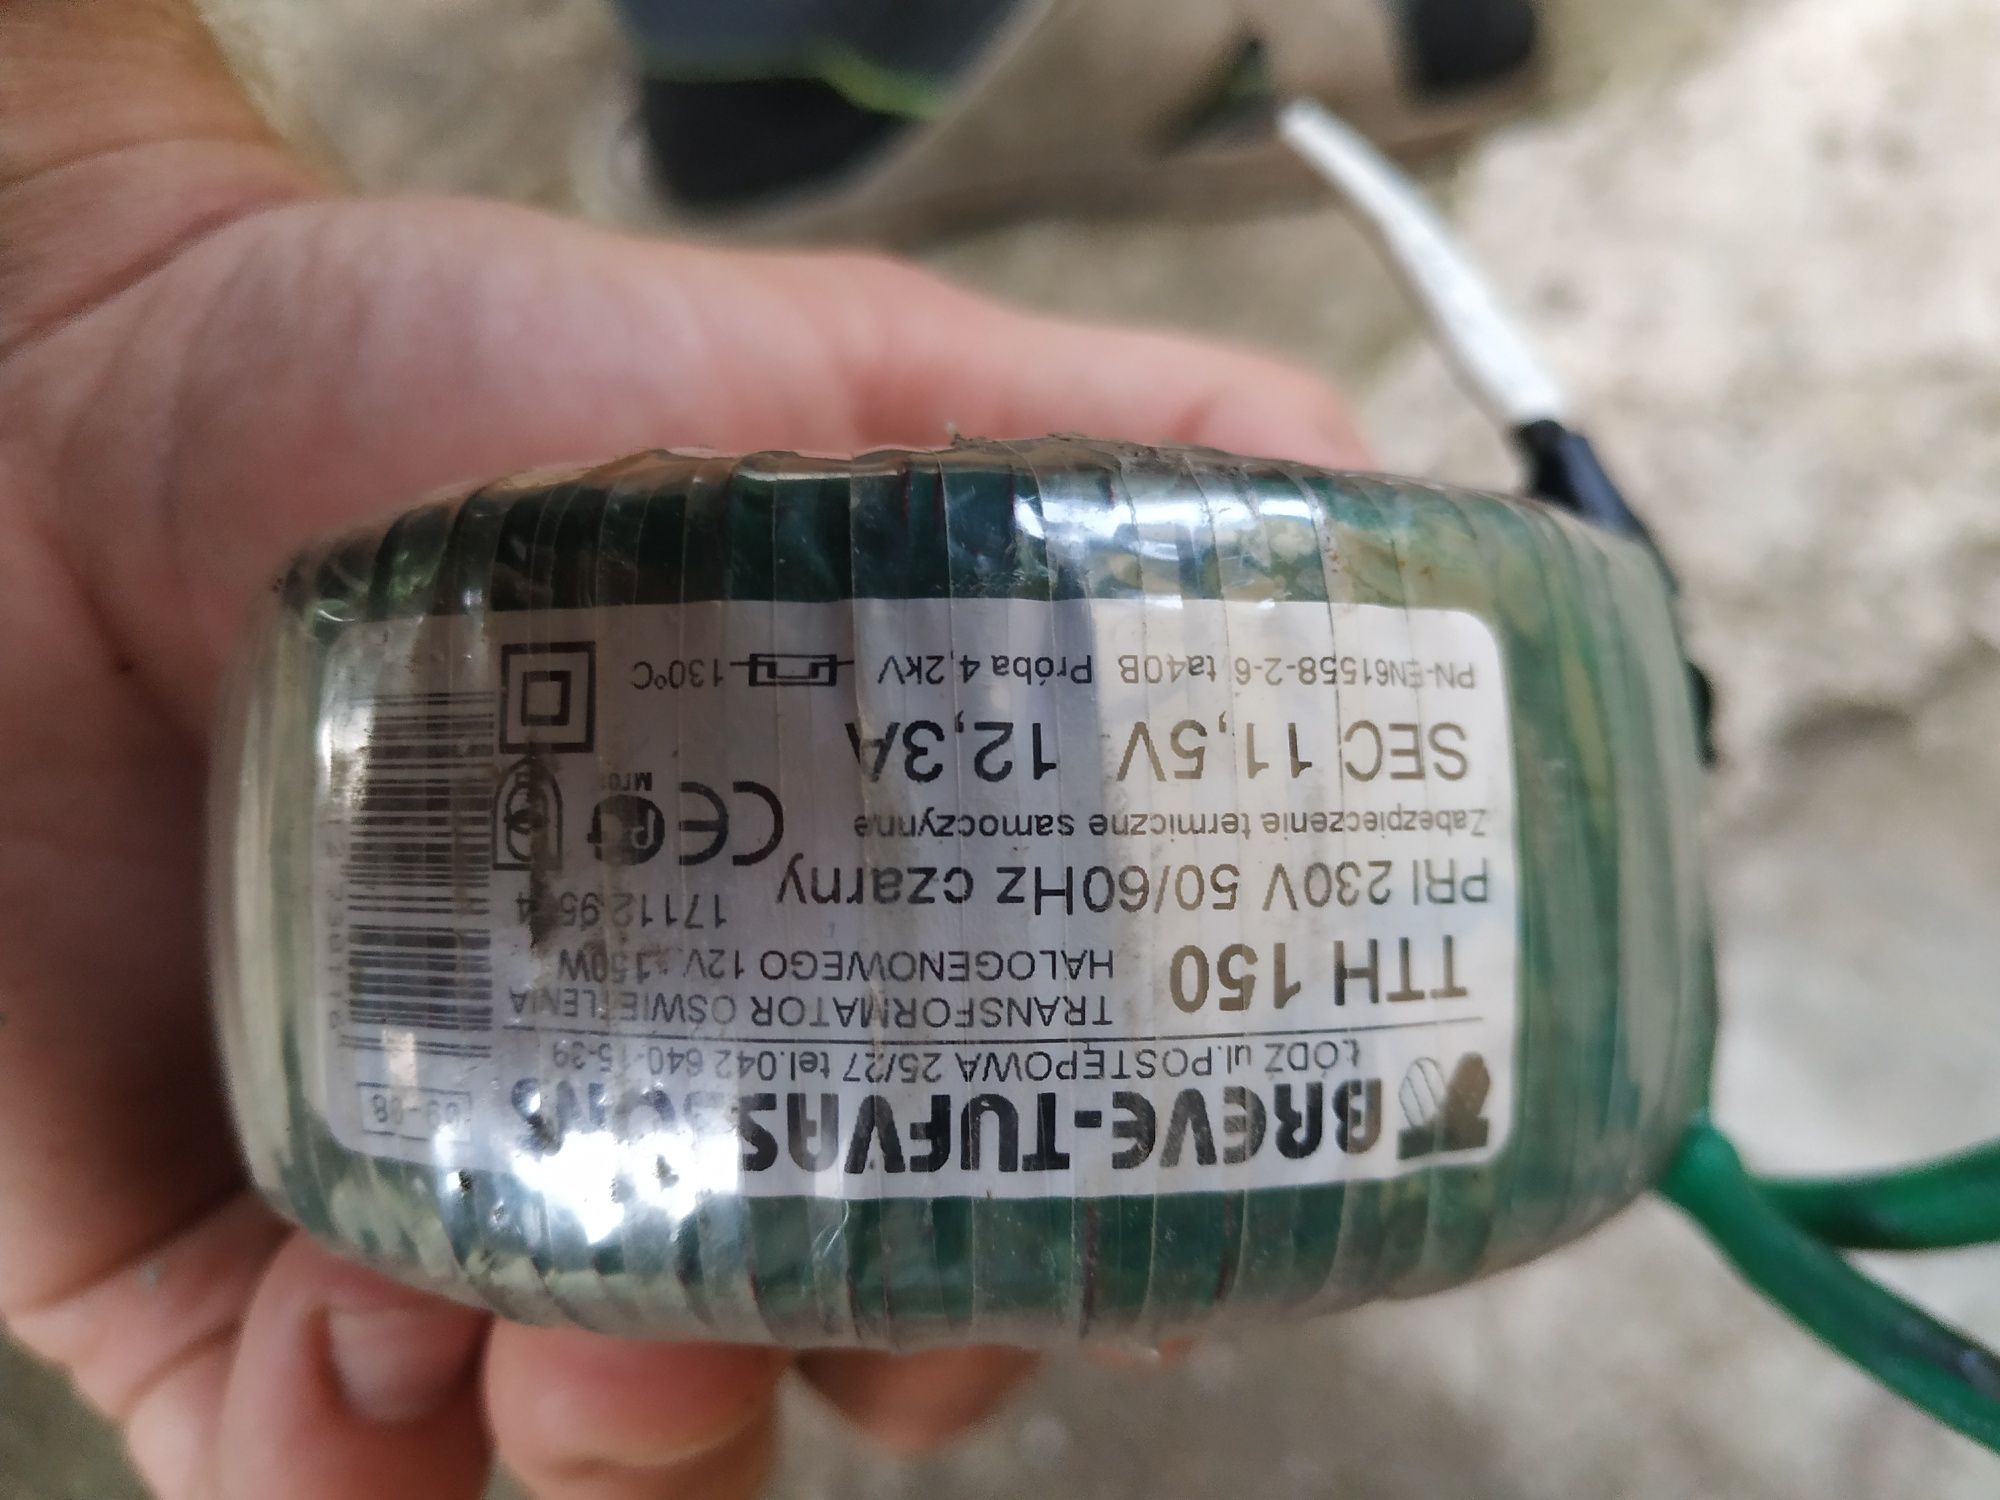 BREVE-TUFVASSONS
ŁÓDŹ ul.POSTĘPOWA 25/27 tel.042 640-15-39
09-08
TTH 150
TRANSFORMATOR OŚWIETLENIA
HALOGENOWEGO 12V 150W
PRI 230V 50/60Hz czarny
Zabezpieczenie termiczne samoczynne
CE
SEC 11,5V 12,3A
PN-EN61558-2-6 ta40B Próba 4,2kV 130°C